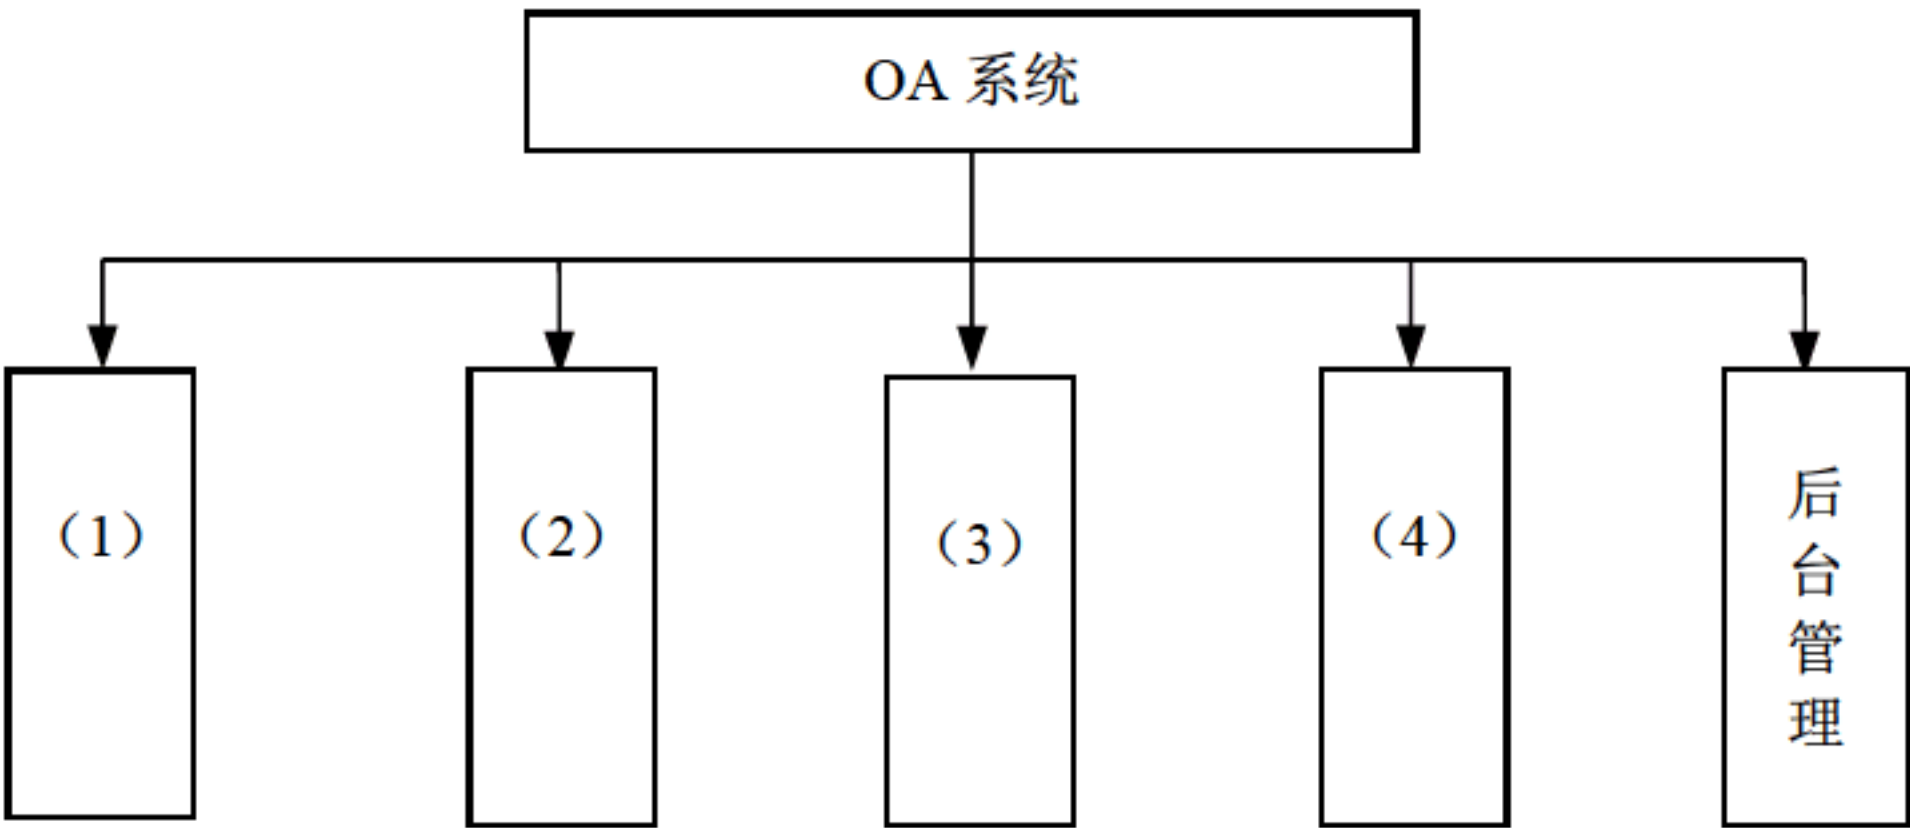 OA 系统
（1）
（2）
（3）
（4）
后
台
管
理